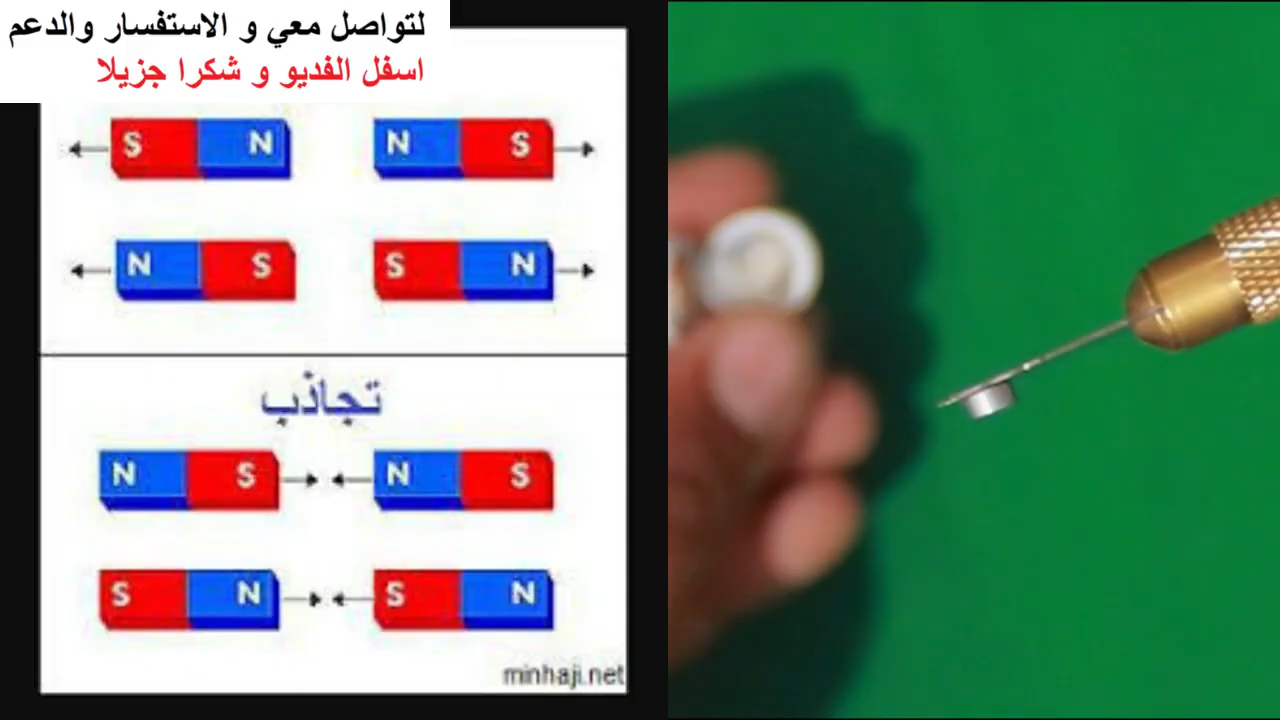 لتواصل معي و الاستفسار والدعم
اسفل الفديو و شكرا جزيلا
S N N S
N S S N
تجاذب
N S N S
S N S N
minhaji.net